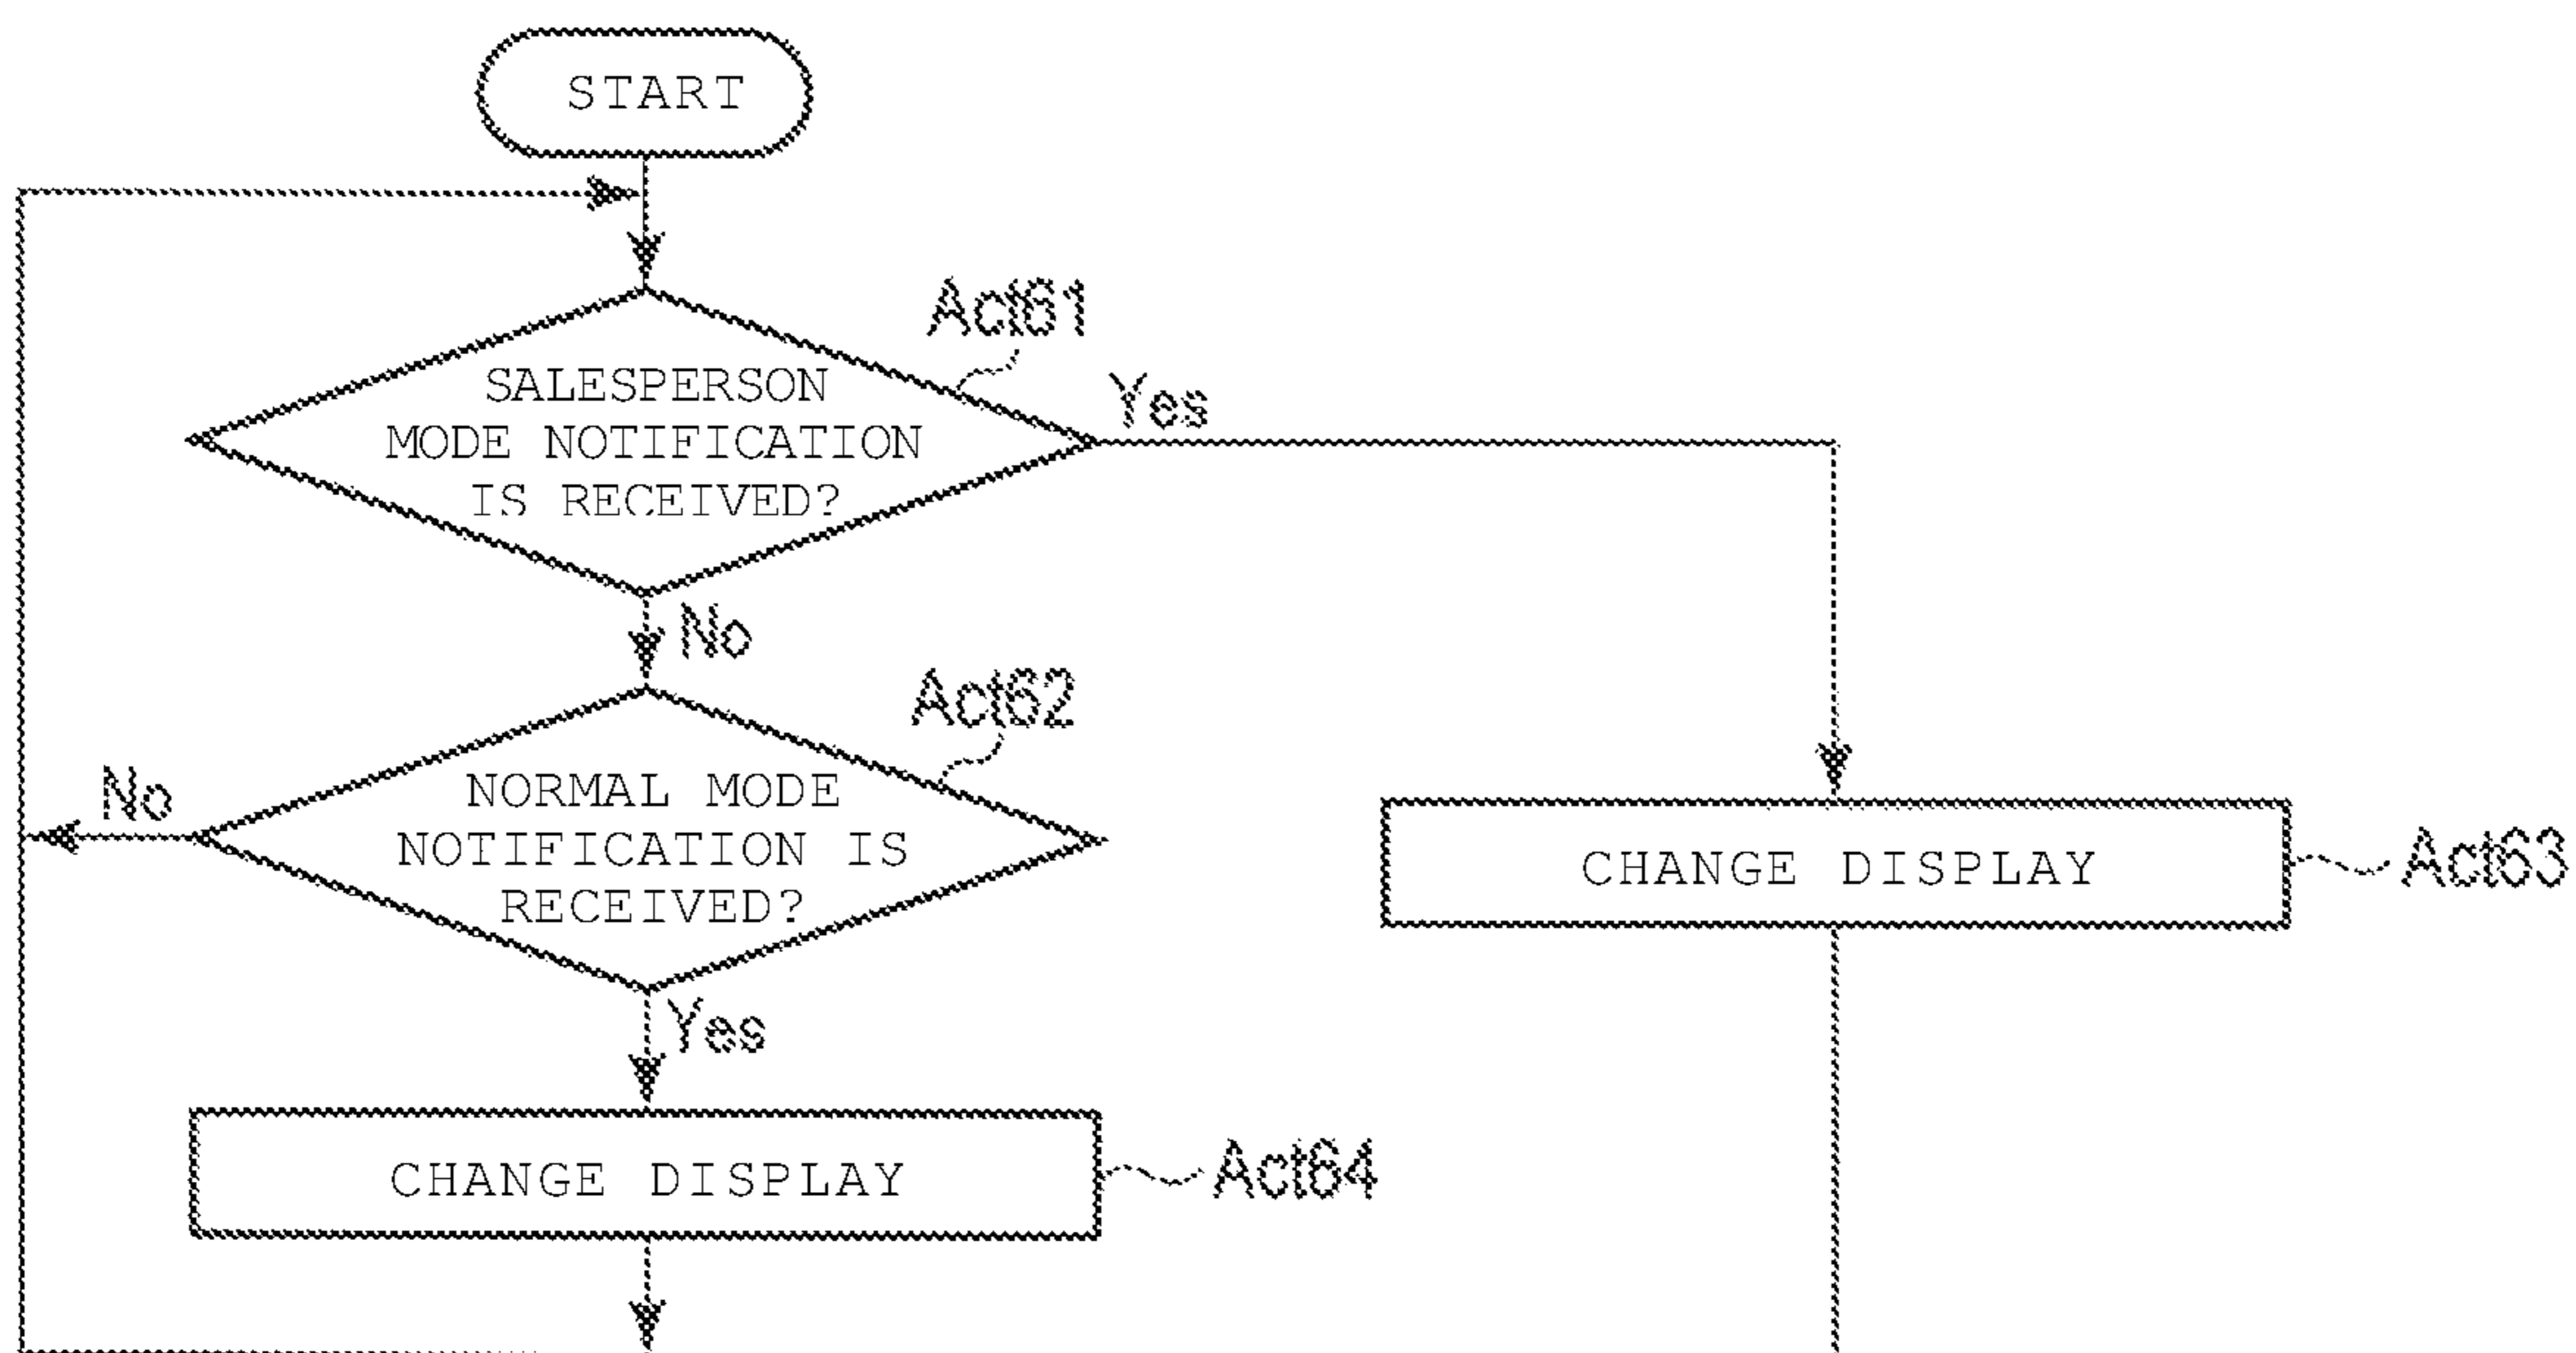 START
Act61
SALESPERSON
MODE NOTIFICATION
IS RECEIVED?
Yes
No
Act62
NORMAL MODE
NOTIFICATION IS
RECEIVED?
No
Yes
CHANGE DISPLAY
Act63
CHANGE DISPLAY
Act64